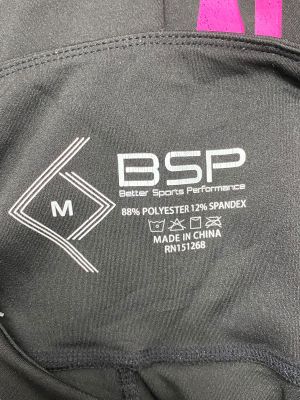 BSP
Better Sports Performance
M
88% POLYESTER 12% SPANDEX
MADE IN CHINA
RN151268